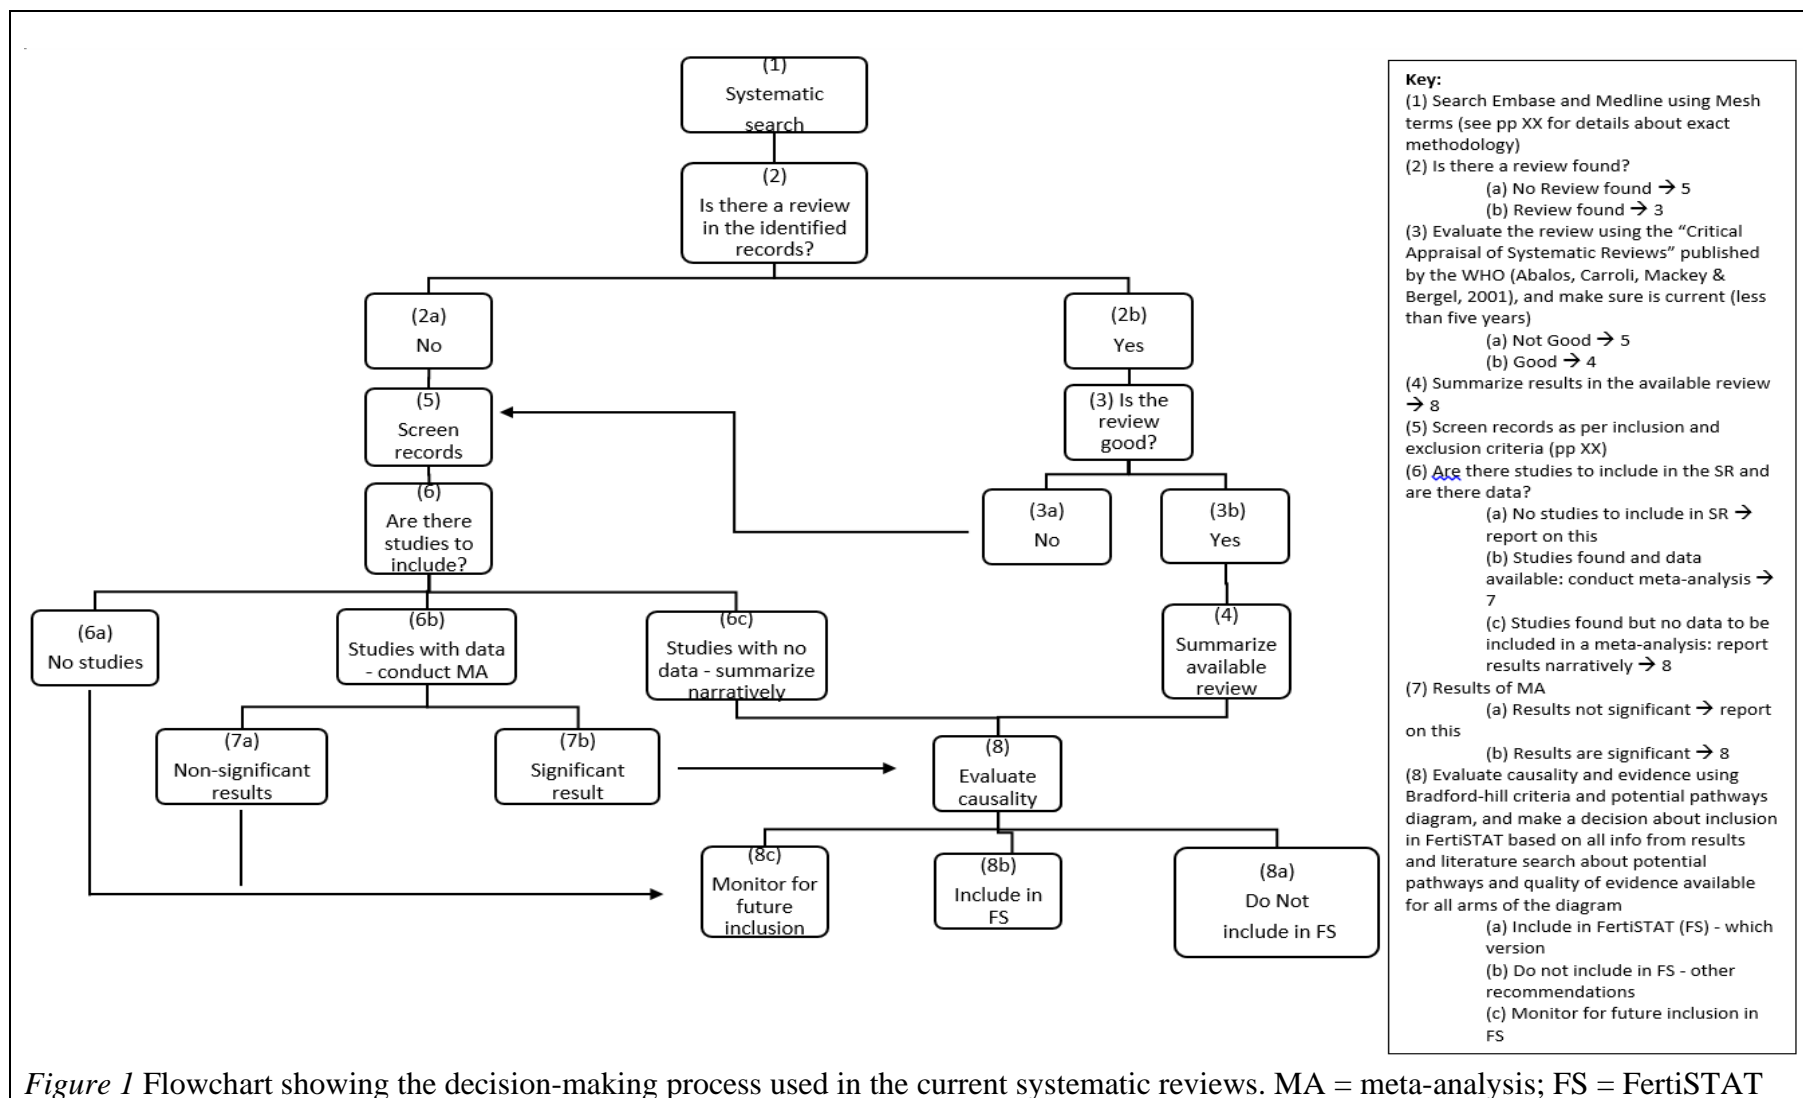 (1)
Systematic
search
(2)
Is there a review
in the identified
records?
(2a)
No
(2b)
Yes
(5)
Screen
records
(3) Is the
review
good?
(6)
Are there
studies to
include?
(3a)
No
(3b)
Yes
(6a)
No studies
(6b)
Studies with data
- conduct MA
(6c)
Studies with no
data - summarize
narratively
(4)
Summarize
available
review
(7a)
Non-significant
results
(7b)
Significant
result
(8)
Evaluate
causality
(8c)
Monitor for
future
inclusion
(8b)
Include in
FS
(8a)
Do Not
include in FS
Key:
(1) Search Embase and Medline using Mesh
terms (see pp XX for details about exact
methodology)
(2) Is there a review found?
(a) No Review found → 5
(b) Review found → 3
(3) Evaluate the review using the “Critical
Appraisal of Systematic Reviews” published
by the WHO (Abalos, Carroli, Mackey &
Bergel, 2001), and make sure is current (less
than five years)
(a) Not Good → 5
(b) Good → 4
(4) Summarize results in the available review
→ 8
(5) Screen records as per inclusion and
exclusion criteria (pp XX)
(6) Are there studies to include in the SR and
are there data?
(a) No studies to include in SR →
report on this
(b) Studies found and data
available: conduct meta-analysis →
7
(c) Studies found but no data to be
included in a meta-analysis: report
results narratively → 8
(7) Results of MA
(a) Results not significant → report
on this
(b) Results are significant → 8
(8) Evaluate causality and evidence using
Bradford-hill criteria and potential pathways
diagram, and make a decision about inclusion
in FertiSTAT based on all info from results
and literature search about potential
pathways and quality of evidence available
for all arms of the diagram
(a) Include in FertiSTAT (FS) - which
version
(b) Do not include in FS - other
recommendations
(c) Monitor for future inclusion in
FS
Figure 1 Flowchart showing the decision-making process used in the current systematic reviews. MA = meta-analysis; FS = FertiSTAT